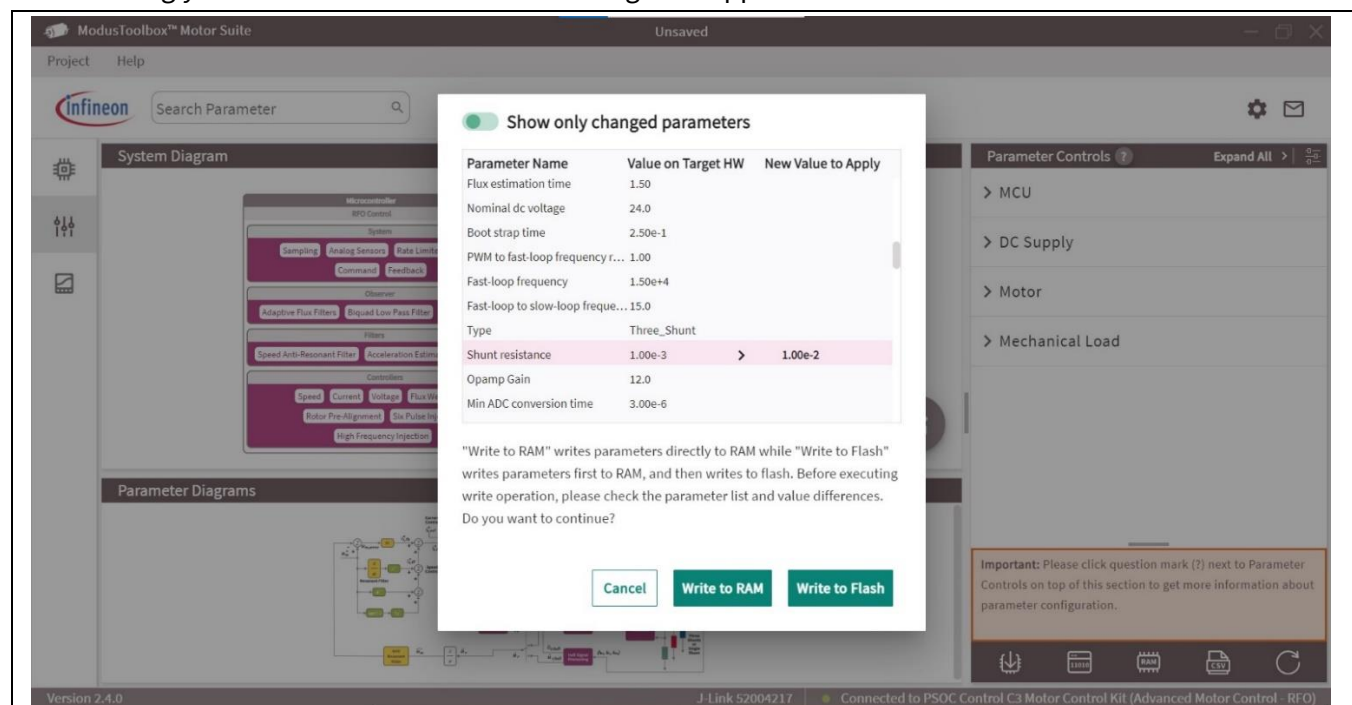 ModusToolbox™ Motor Suite
Unsaved
Project Help
infineon
Search Parameter
System Diagram
Microcontroller
RFO Control
System
Sampling Analog Sensors
Command Feedback
Observer
Adaptive Flux Filters Biquad Low Pass Filter
Filters
Speed Anti-Resonant Filter
Controllers
Speed Current Voltage
Rotor Pre-Alignment
High Frequency Injection
Parameter Diagrams
Show only changed parameters
Parameter Name Value on Target HW New Value to Apply
Flux estimation time 1.50
Nominal dc voltage 24.0
Boot strap time 2.50e-1
PWM to fast-loop frequency r... 1.00
Fast-loop frequency 1.50e+4
Fast-loop to slow-loop freque... 15.0
Type Three_Shunt
Shunt resistance 1.00e-3 > 1.00e-2
Opamp Gain 12.0
Min ADC conversion time 3.00e-6
"Write to RAM" writes parameters directly to RAM while "Write to Flash"
writes parameters first to RAM, and then writes to flash. Before executing
write operation, please check the parameter list and value differences.
Do you want to continue?
Cancel Write to RAM Write to Flash
Parameter Controls ? Expand All >
> MCU
> DC Supply
> Motor
> Mechanical Load
Important: Please click question mark (?) next to Parameter
Controls on top of this section to get more information about
parameter configuration.
RAM
CSV
Version 2.4.0
J-Link 52004217
Connected to PSOC Control C3 Motor Control Kit (Advanced Motor Control - RFO)